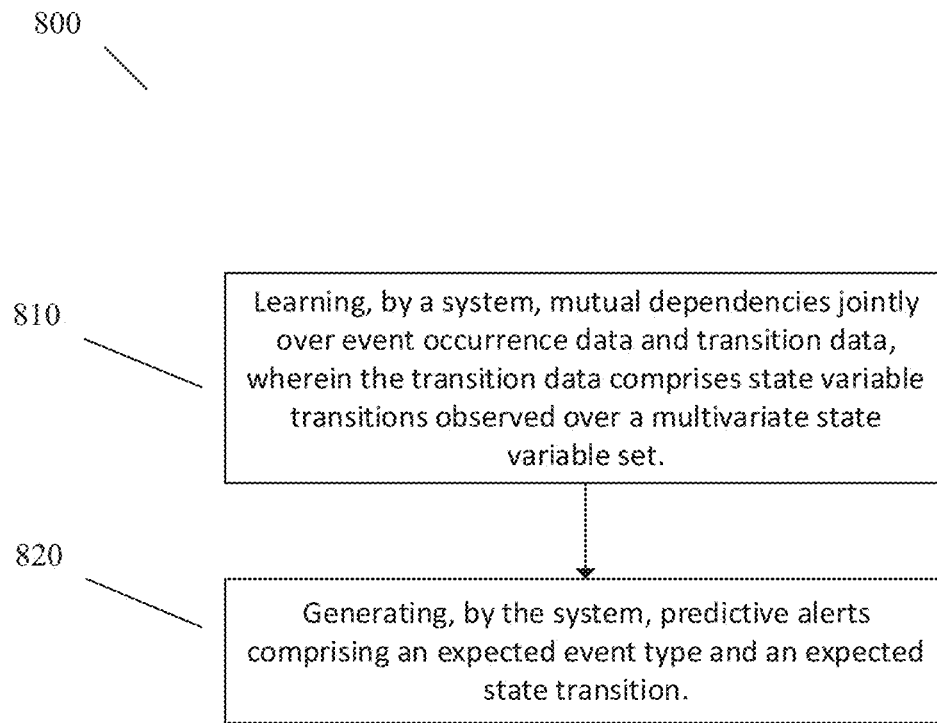 800
810
Learning, by a system, mutual dependencies jointly
over event occurrence data and transition data,
wherein the transition data comprises state variable
transitions observed over a multivariate state
variable set.
820
Generating, by the system, predictive alerts
comprising an expected event type and an expected
state transition.